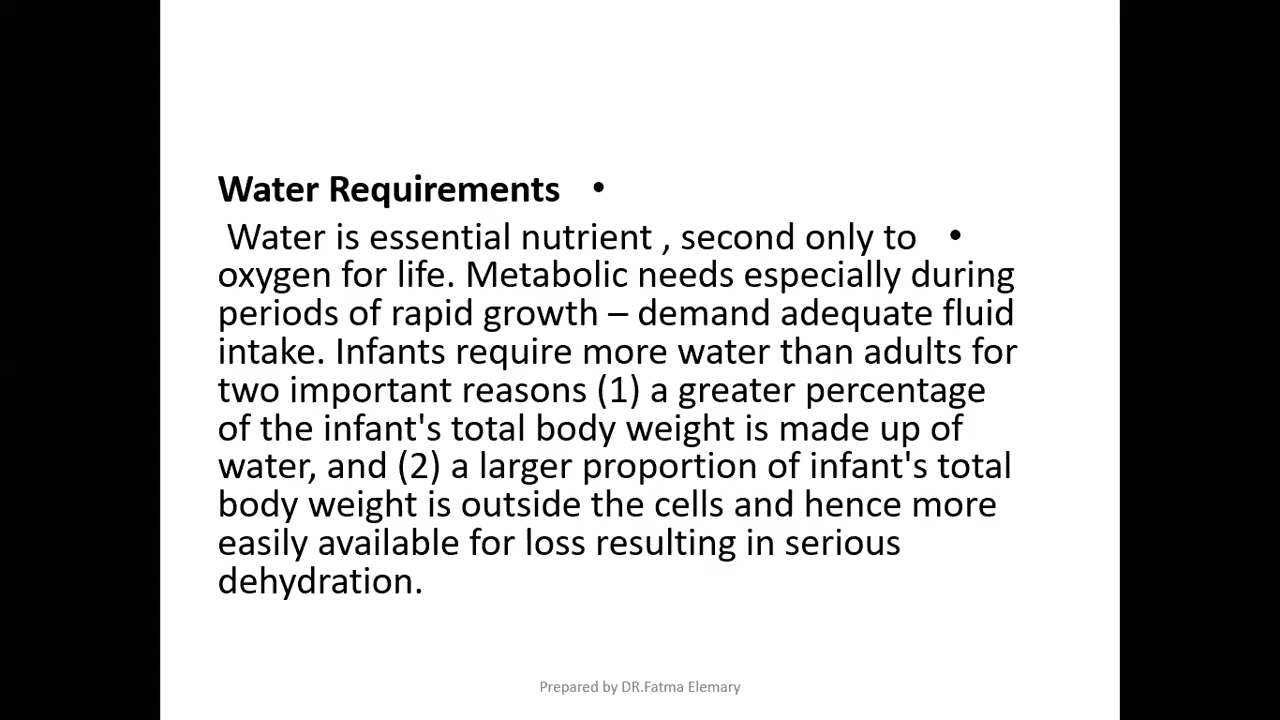 Water Requirements •
Water is essential nutrient , second only to •
oxygen for life. Metabolic needs especially during
periods of rapid growth – demand adequate fluid
intake. Infants require more water than adults for
two important reasons (1) a greater percentage
of the infant's total body weight is made up of
water, and (2) a larger proportion of infant's total
body weight is outside the cells and hence more
easily available for loss resulting in serious
dehydration.
Prepared by DR.Fatma Elemary